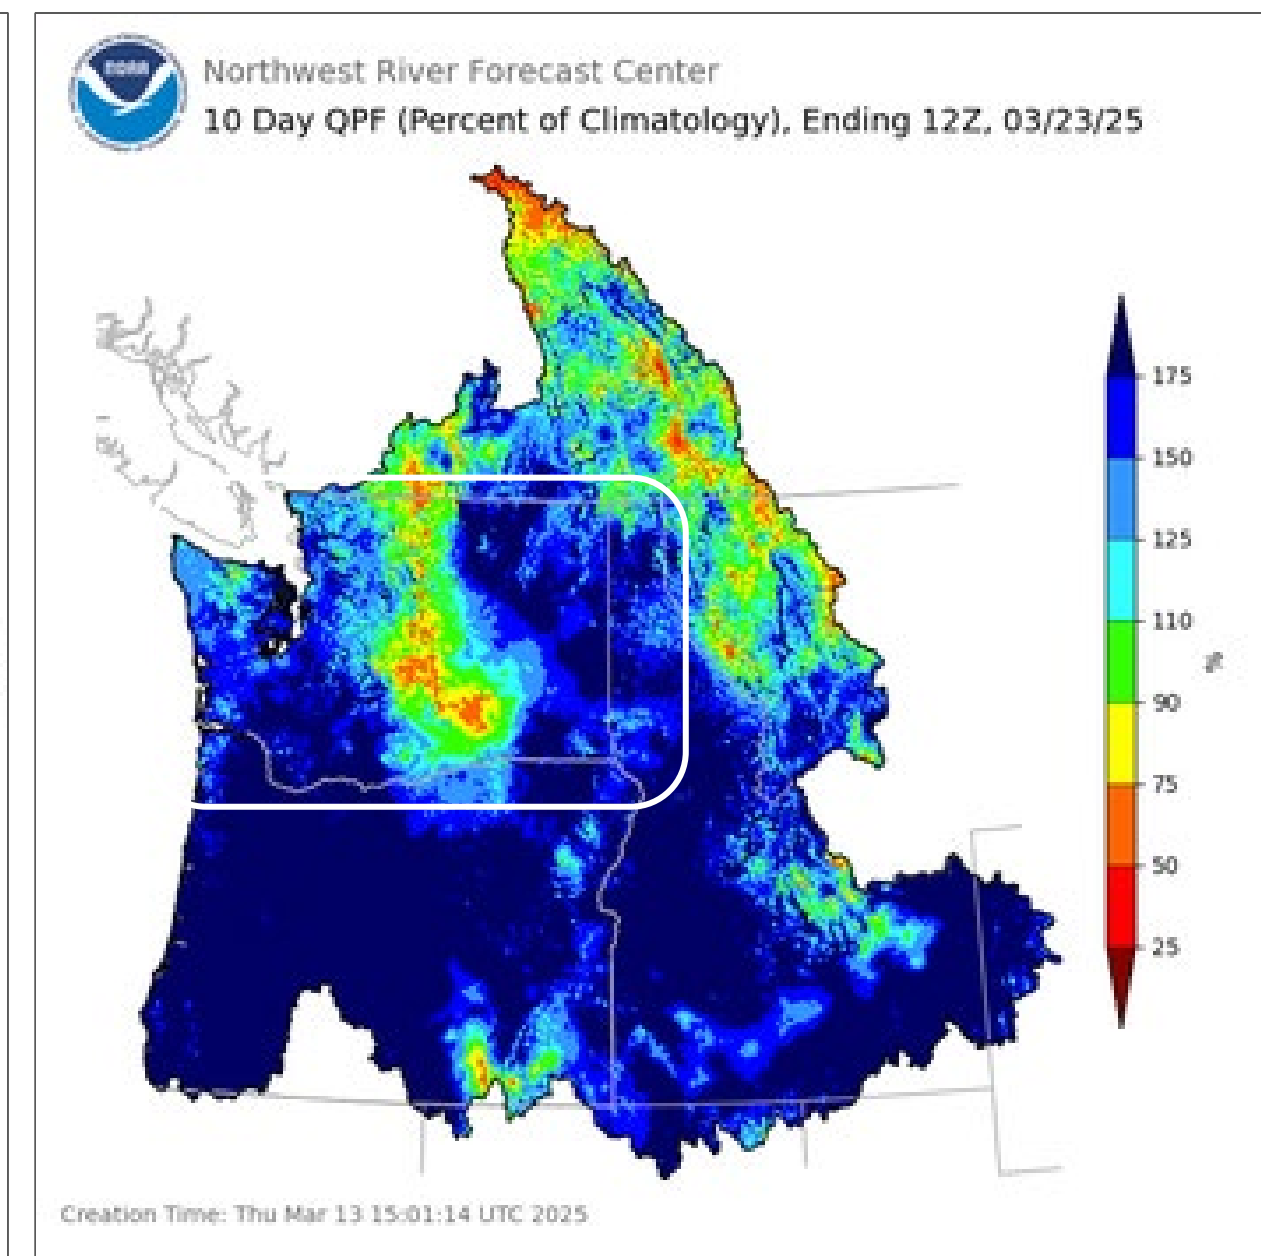 NOAA
Northwest River Forecast Center
10 Day QPF (Percent of Climatology), Ending 12Z, 03/23/25
175
150
125
110
90
75
50
25
%
Creation Time: Thu Mar 13 15:01:14 UTC 2025